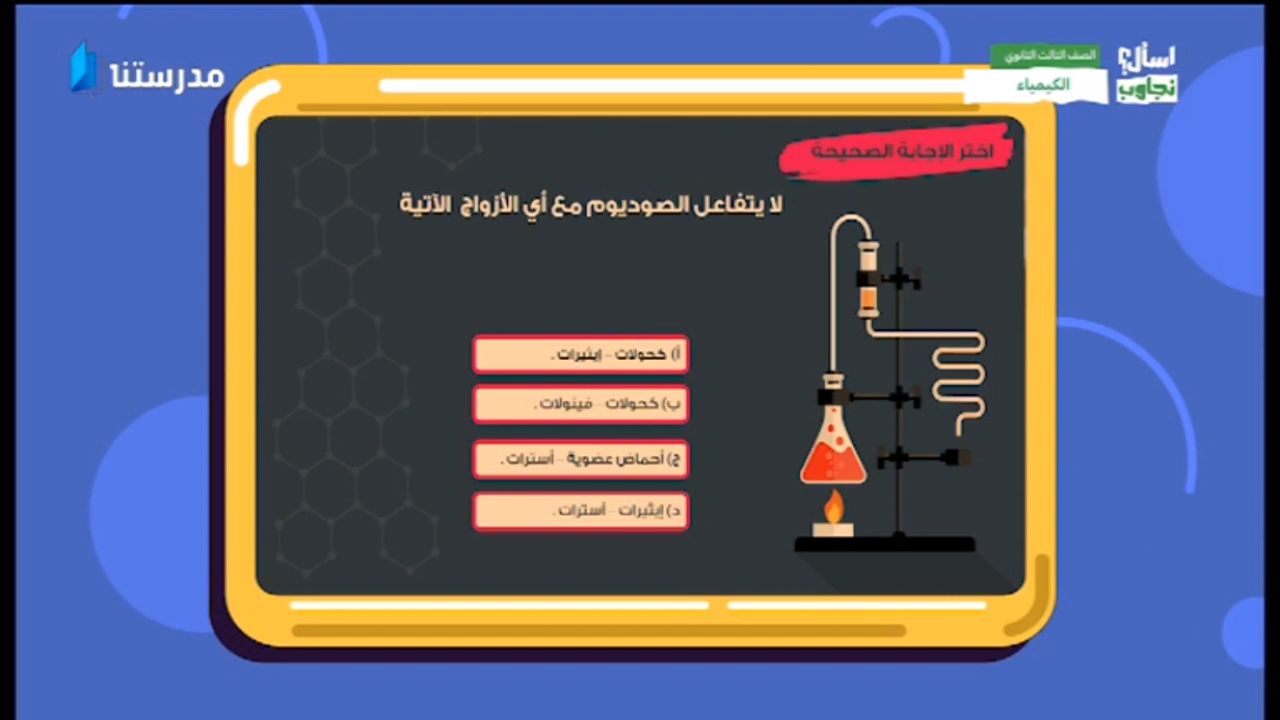 مدرستنا
اسأل؟
نجاوب
الصف الثالث الثانوي
الكيمياء
اختر الإجابة الصحيحة
لا يتفاعل الصوديوم مع أي الأزواج الآتية
أ) كحولات - إيثيرات .
ب) كحولات - فينولات .
ج) أحماض عضوية - أسترات .
د) إيثيرات - أسترات .